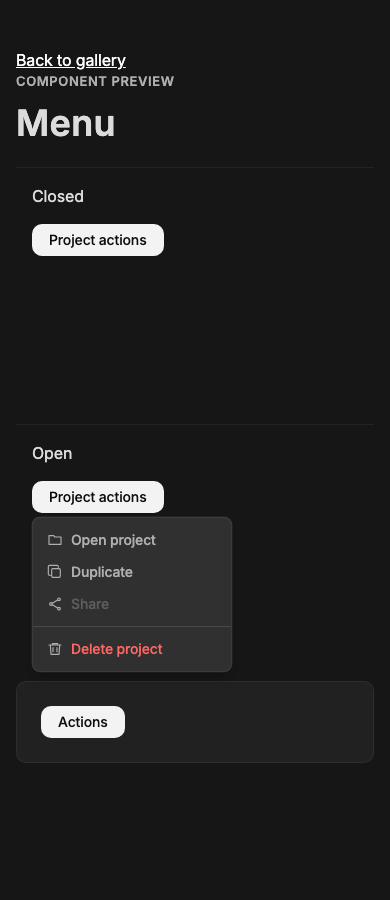 Back to gallery
COMPONENT PREVIEW
Menu
Closed
Project actions
Open
Project actions
Open project
Duplicate
Share
Delete project
Actions